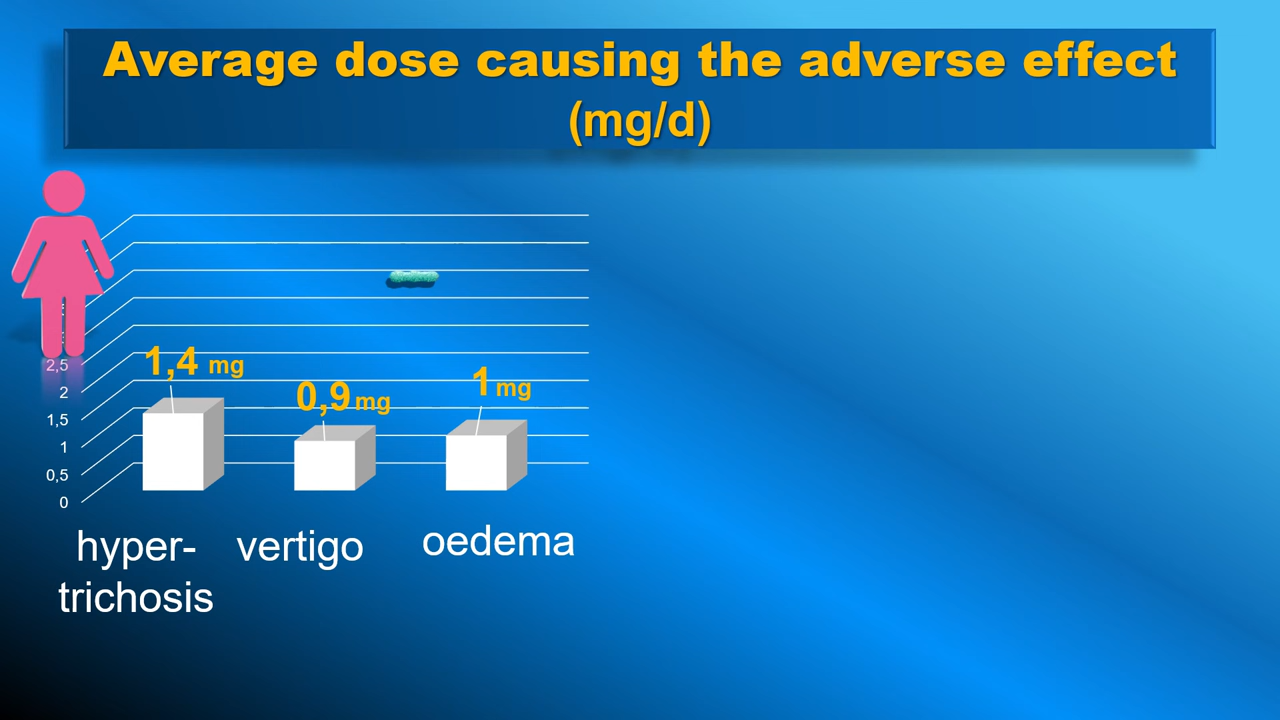 Average dose causing the adverse effect
(mg/d)
2,5
2
1,5
1
0,5
0
1,4 mg
0,9 mg
1 mg
hyper-
trichosis
vertigo
oedema